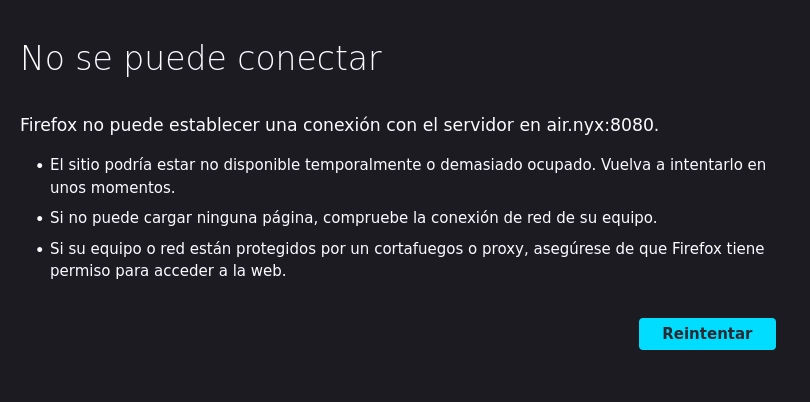 No se puede conectar
Firefox no puede establecer una conexión con el servidor en air.nyx:8080.
• El sitio podría estar no disponible temporalmente o demasiado ocupado. Vuelva a intentarlo en
unos momentos.
• Si no puede cargar ninguna página, compruebe la conexión de red de su equipo.
• Si su equipo o red están protegidos por un cortafuegos o proxy, asegúrese de que Firefox tiene
permiso para acceder a la web.
Reintentar